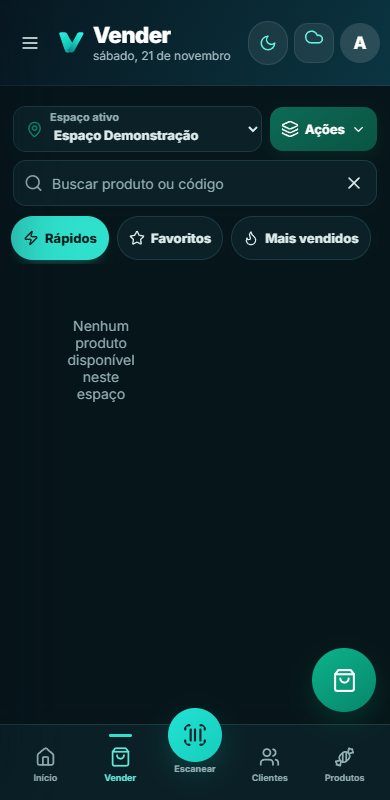 Vender
sábado, 21 de novembro
A
Espaço ativo
Espaço Demonstração
Ações
Buscar produto ou código
Rápidos
Favoritos
Mais vendidos
Nenhum
produto
disponível
neste
espaço
Início
Vender
Escanear
Clientes
Produtos